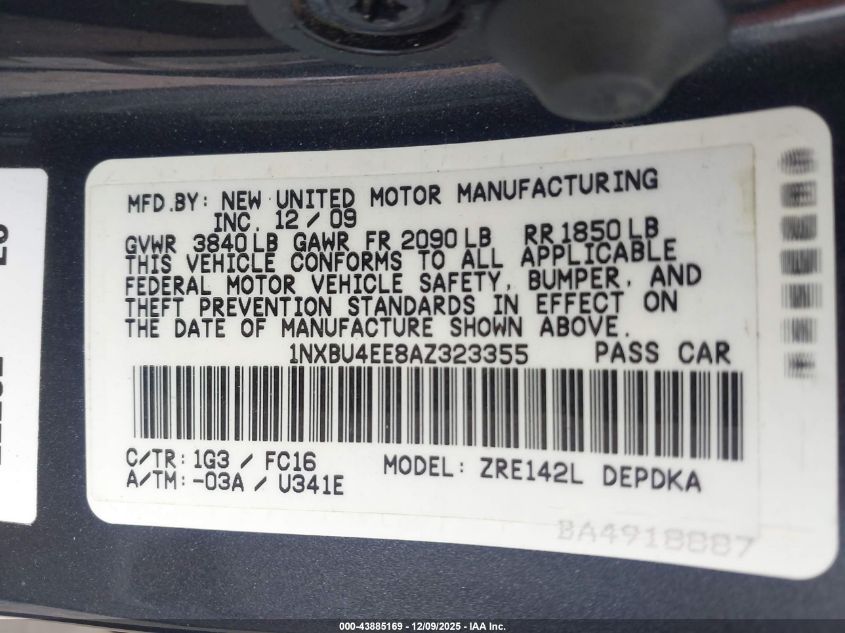 MFD.BY: NEW UNITED MOTOR MANUFACTURING
INC. 12 / 09
GVWR 3840 LB GAWR FR 2090 LB RR 1850 LB
THIS VEHICLE CONFORMS TO ALL APPLICABLE
FEDERAL MOTOR VEHICLE SAFETY, BUMPER, AND
THEFT PREVENTION STANDARDS IN EFFECT ON
THE DATE OF MANUFACTURE SHOWN ABOVE.
1NXBU4EE8AZ323355 PASS CAR
C/TR: 1G3 / FC16 MODEL: ZRE142L DEPDKA
A/TM: -03A / U341E
BA4918887
000-43885169 - 12/09/2025 - IAA Inc.